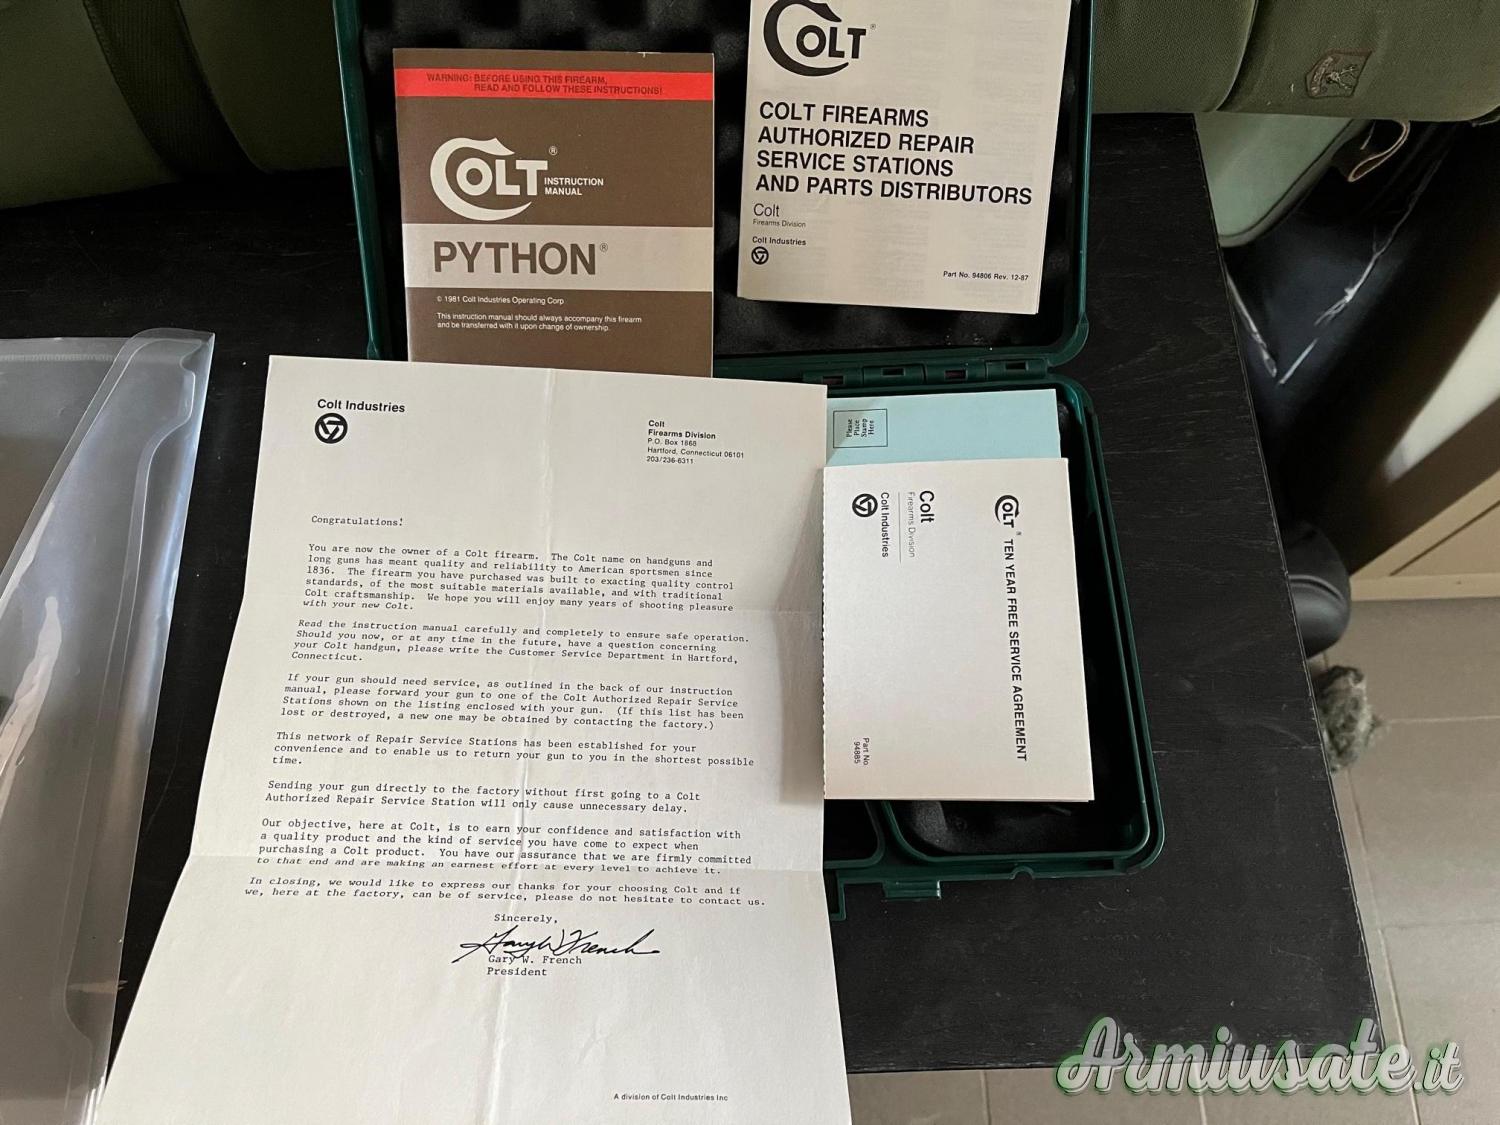 WARNING: BEFORE USING THIS FIREARM,
READ AND FOLLOW THESE INSTRUCTIONS!
COLT®
INSTRUCTION
MANUAL
PYTHON®
© 1981 Colt Industries Operating Corp
This instruction manual should always accompany this firearm
and be transferred with it upon change of ownership.
COLT®
COLT FIREARMS
AUTHORIZED REPAIR
SERVICE STATIONS
AND PARTS DISTRIBUTORS
Colt
Firearms Division
Colt Industries
Part No. 94806 Rev. 12-87
Colt Industries
Colt
Firearms Division
P.O. Box 1868
Hartford, Connecticut 06101
203/236-6311
Congratulations!
You are now the owner of a Colt firearm. The Colt name on handguns and
long guns has meant quality and reliability to American sportsmen since
1836. The firearm you have purchased was built to exacting quality control
standards, of the most suitable materials available, and with traditional
Colt craftsmanship. We hope you will enjoy many years of shooting pleasure
with your new Colt.
Read the instruction manual carefully and completely to ensure safe operation.
Should you now, or at any time in the future, have a question concerning
your Colt handgun, please write the Customer Service Department in Hartford,
Connecticut.
If your gun should need service, as outlined in the back of our instruction
manual, please forward your gun to one of the Colt Authorized Repair Service
Stations shown on the listing enclosed with your gun. (If this list has been
lost or destroyed, a new one may be obtained by contacting the factory.)
This network of Repair Service Stations has been established for your
convenience and to enable us to return your gun to you in the shortest possible
time.
Sending your gun directly to the factory without first going to a Colt
Authorized Repair Service Station will only cause unnecessary delay.
Our objective, here at Colt, is to earn your confidence and satisfaction with
a quality product and the kind of service you have come to expect when
purchasing a Colt product. You have our assurance that we are firmly committed
to that end and are making an earnest effort at every level to achieve it.
In closing, we would like to express our thanks for your choosing Colt and if
we, here at the factory, can be of service, please do not hesitate to contact us.
Sincerely,
Gary W. French
Gary W. French
President
A division of Colt Industries Inc
Please
Place
Stamp
Here
COLT® TEN YEAR FREE SERVICE AGREEMENT
Colt
Firearms Division
Colt Industries
Part No.
94885
Armiusate.it